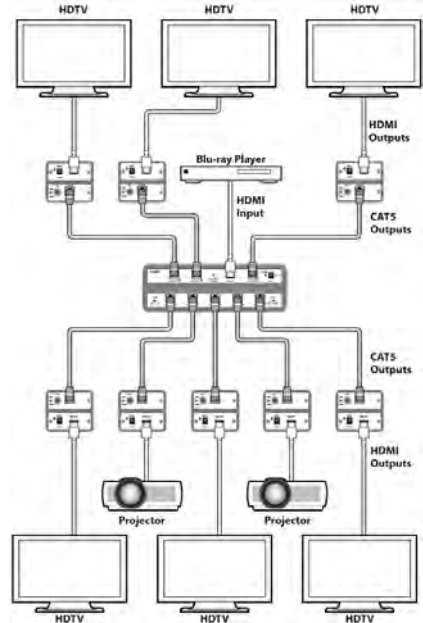 HDTV
HDTV
HDTV
HDMI
Outputs
Blu-ray Player
HDMI
Input
CAT5
Outputs
CAT5
Outputs
HDMI
Outputs
Projector
Projector
HDTV
HDTV
HDTV